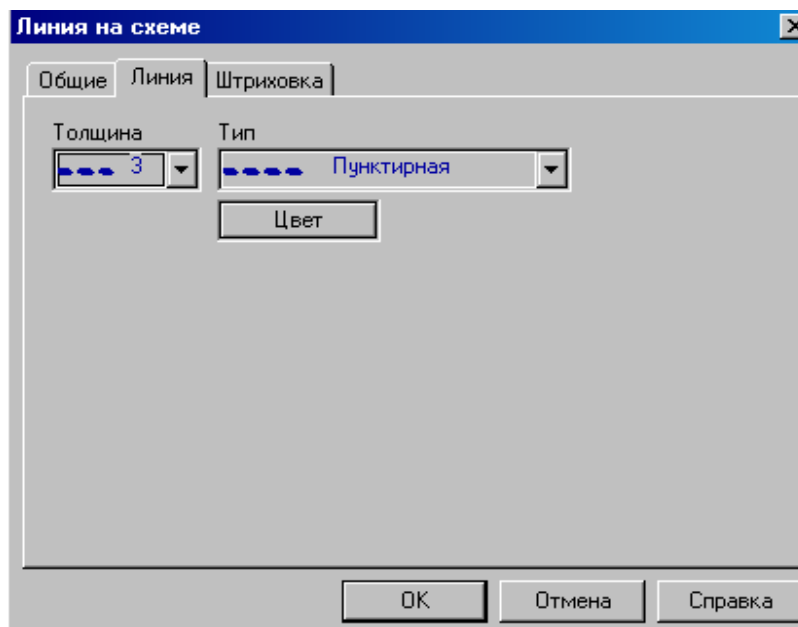 Линия на схеме
Общие Линия Штриховка
Толщина Тип
3 Пунктирная
Цвет
OK Отмена Справка